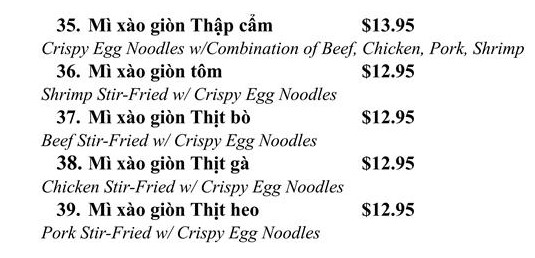 35. Mì xào giòn Thập cẩm $13.95
Crispy Egg Noodles w/Combination of Beef, Chicken, Pork, Shrimp
36. Mì xào giòn tôm $12.95
Shrimp Stir-Fried w/ Crispy Egg Noodles
37. Mì xào giòn Thịt bò $12.95
Beef Stir-Fried w/ Crispy Egg Noodles
38. Mì xào giòn Thịt gà $12.95
Chicken Stir-Fried w/ Crispy Egg Noodles
39. Mì xào giòn Thịt heo $12.95
Pork Stir-Fried w/ Crispy Egg Noodles